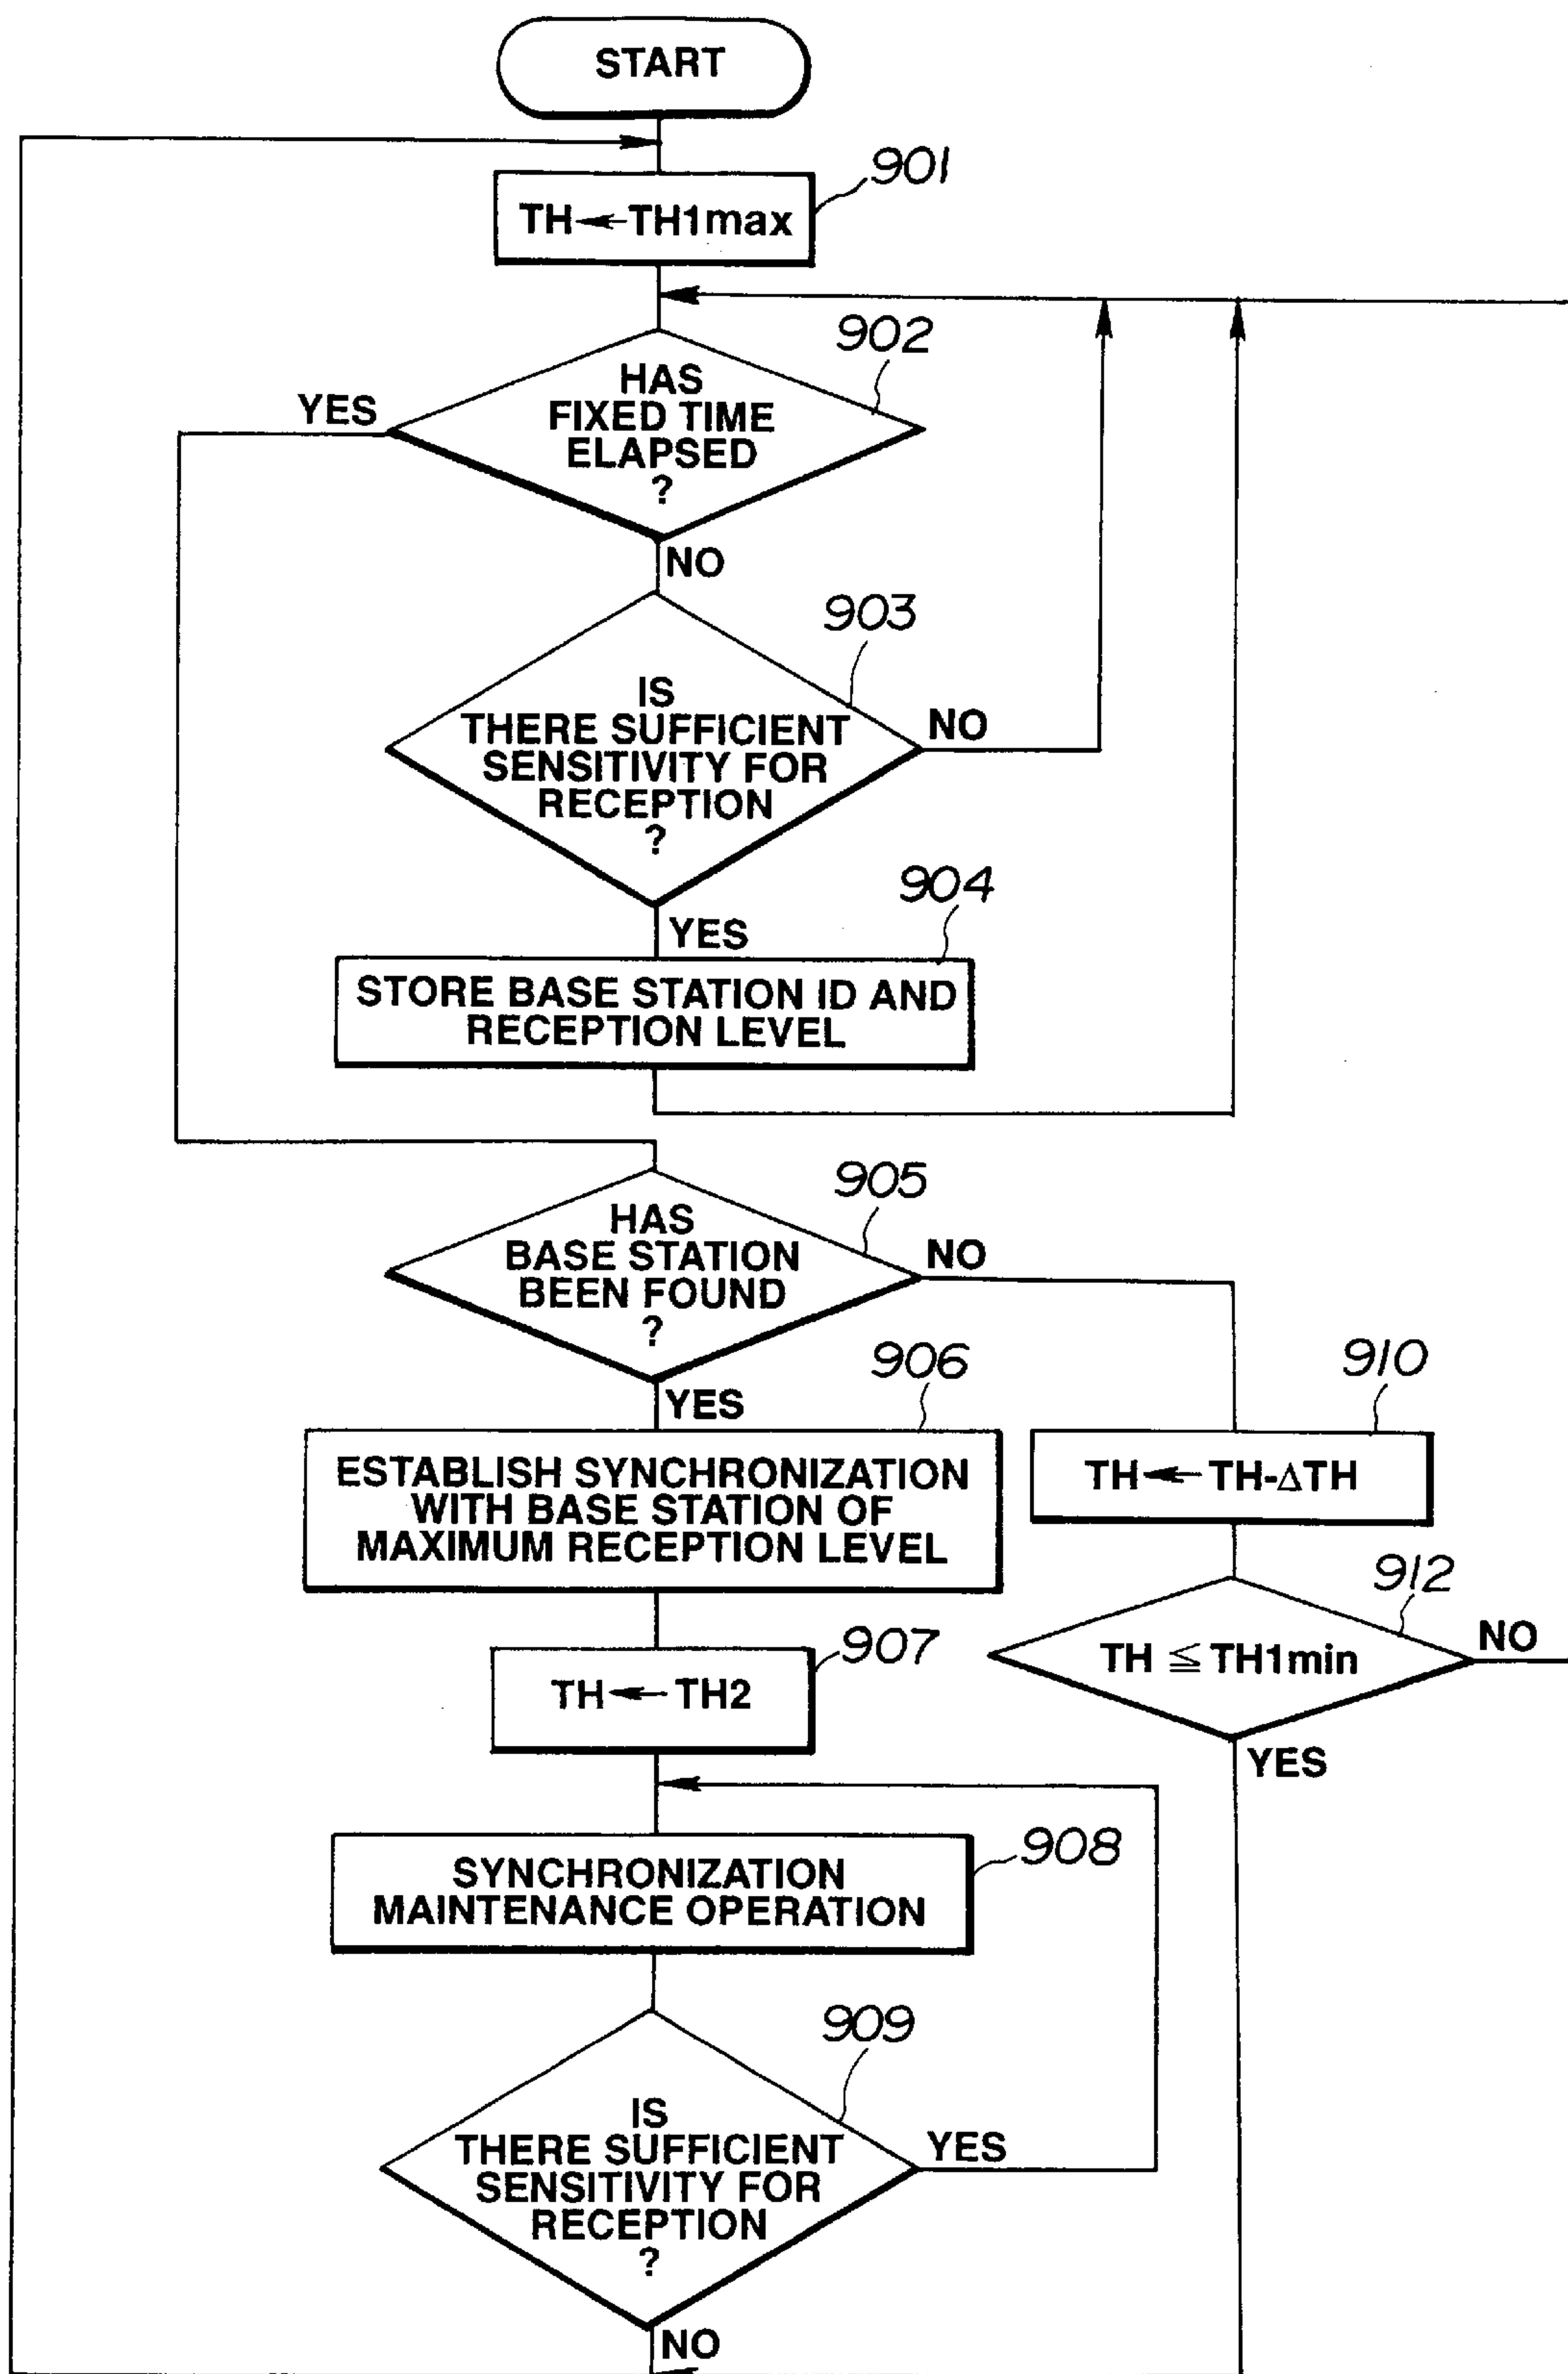 START
901
TH←TH1max
902
HAS
FIXED TIME
ELAPSED
?
YES
NO
903
IS
THERE SUFFICIENT
SENSITIVITY FOR
RECEPTION
?
NO
YES
904
STORE BASE STATION ID AND
RECEPTION LEVEL
905
HAS
BASE STATION
BEEN FOUND
?
NO
YES
906
ESTABLISH SYNCHRONIZATION
WITH BASE STATION OF
MAXIMUM RECEPTION LEVEL
910
TH←TH-ΔTH
912
TH ≦ TH1min
NO
YES
907
TH←TH2
908
SYNCHRONIZATION
MAINTENANCE OPERATION
909
IS
THERE SUFFICIENT
SENSITIVITY FOR
RECEPTION
?
YES
NO